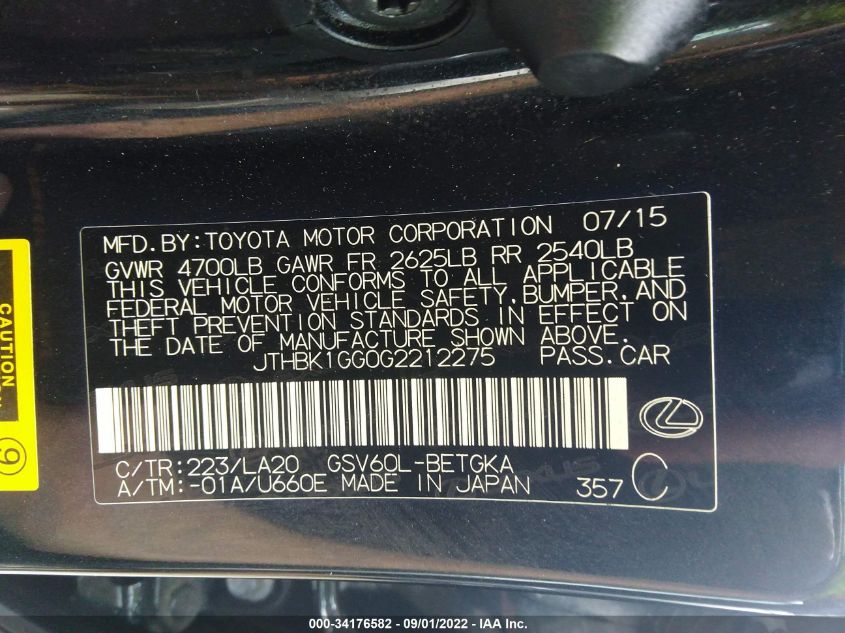 MFD.BY:TOYOTA MOTOR CORPORATION 07/15
GVWR 4700LB GAWR FR 2625LB RR 2540LB
THIS VEHICLE CONFORMS TO ALL APPLICABLE
FEDERAL MOTOR VEHICLE SAFETY,BUMPER,AND
THEFT PREVENTION STANDARDS IN EFFECT ON
THE DATE OF MANUFACTURE SHOWN ABOVE.
JTHBK1GG0G2212275 PASS.CAR
C/TR:223/LA20 GSV60L-BETGKA
A/TM:-01A/U660E MADE IN JAPAN 357 C
CAUTION
9
000-34176582 - 09/01/2022 - IAA Inc.